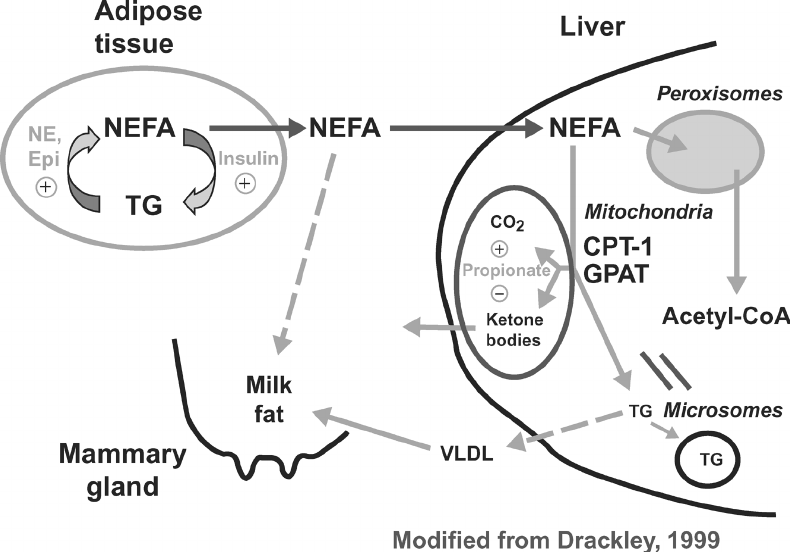 Adipose
tissue
Liver
Peroxisomes
NEFA
NEFA
NEFA
NE,
Epi
+
Insulin
+
TG
Mitochondria
CO2
+
Propionate
−
Ketone
bodies
CPT-1
GPAT
Acetyl-CoA
Milk
fat
TG
Microsomes
TG
VLDL
Mammary
gland
Modified from Drackley, 1999